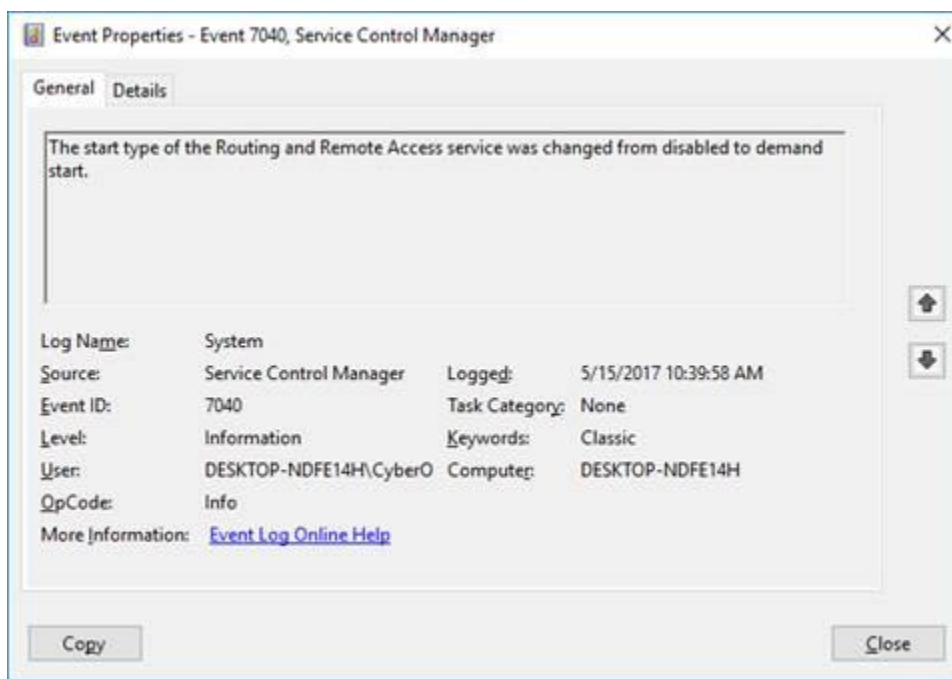 Event Properties - Event 7040, Service Control Manager
General Details
The start type of the Routing and Remote Access service was changed from disabled to demand
start.
Log Name: System
Source: Service Control Manager Logged: 5/15/2017 10:39:58 AM
Event ID: 7040 Task Category: None
Level: Information Keywords: Classic
User: DESKTOP-NDFE14H\CyberO Computer: DESKTOP-NDFE14H
OpCode: Info
More Information: Event Log Online Help
Copy Close